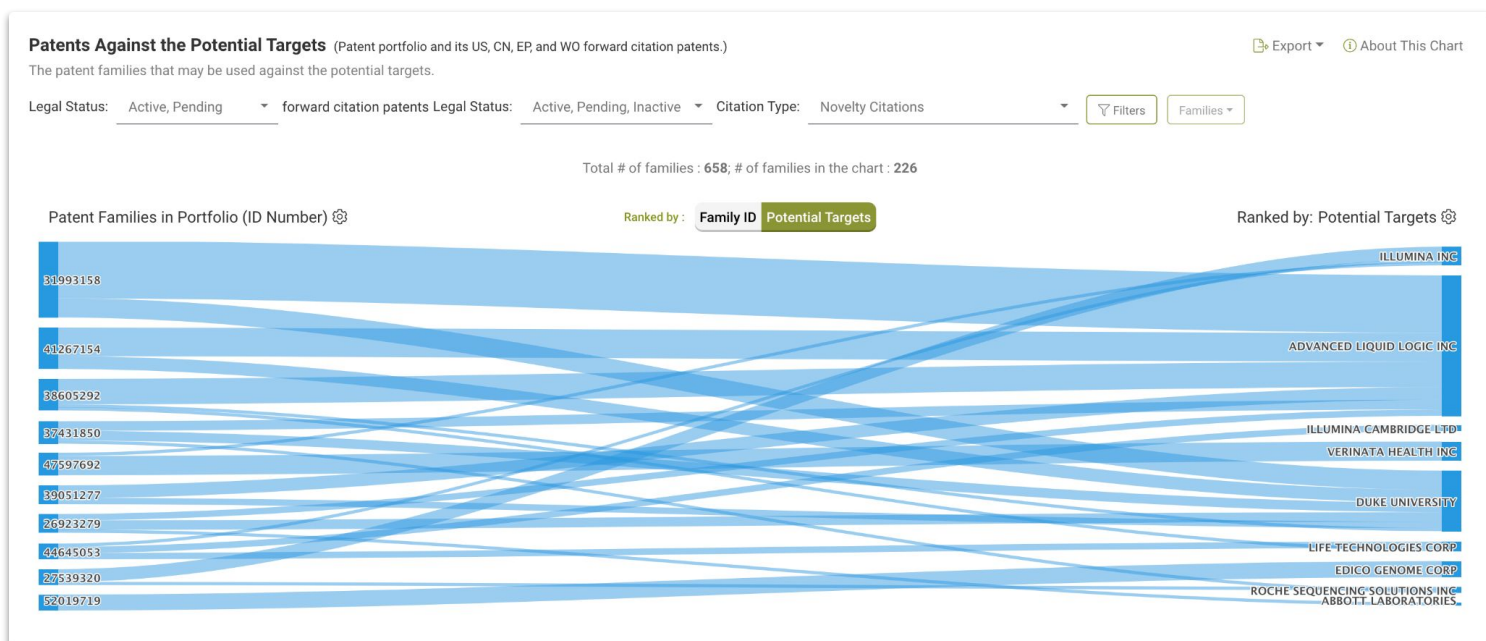 Patents Against the Potential Targets (Patent portfolio and its US, CN, EP, and WO forward citation patents.)
Export
About This Chart
The patent families that may be used against the potential targets.
Legal Status: Active, Pending forward citation patents Legal Status: Active, Pending, Inactive Citation Type: Novelty Citations Filters Families
Total # of families : 658; # of families in the chart : 226
Patent Families in Portfolio (ID Number)
Ranked by : Family ID Potential Targets
Ranked by: Potential Targets
31993158
41267154
38605292
37431850
47597692
39051277
26923279
44645053
27539320
52019719
ILLUMINA INC
ADVANCED LIQUID LOGIC INC
ILLUMINA CAMBRIDGE LTD
VERINATA HEALTH INC
DUKE UNIVERSITY
LIFE TECHNOLOGIES CORP
EDICO GENOME CORP
ROCHE SEQUENCING SOLUTIONS INC
ABBOTT LABORATORIES